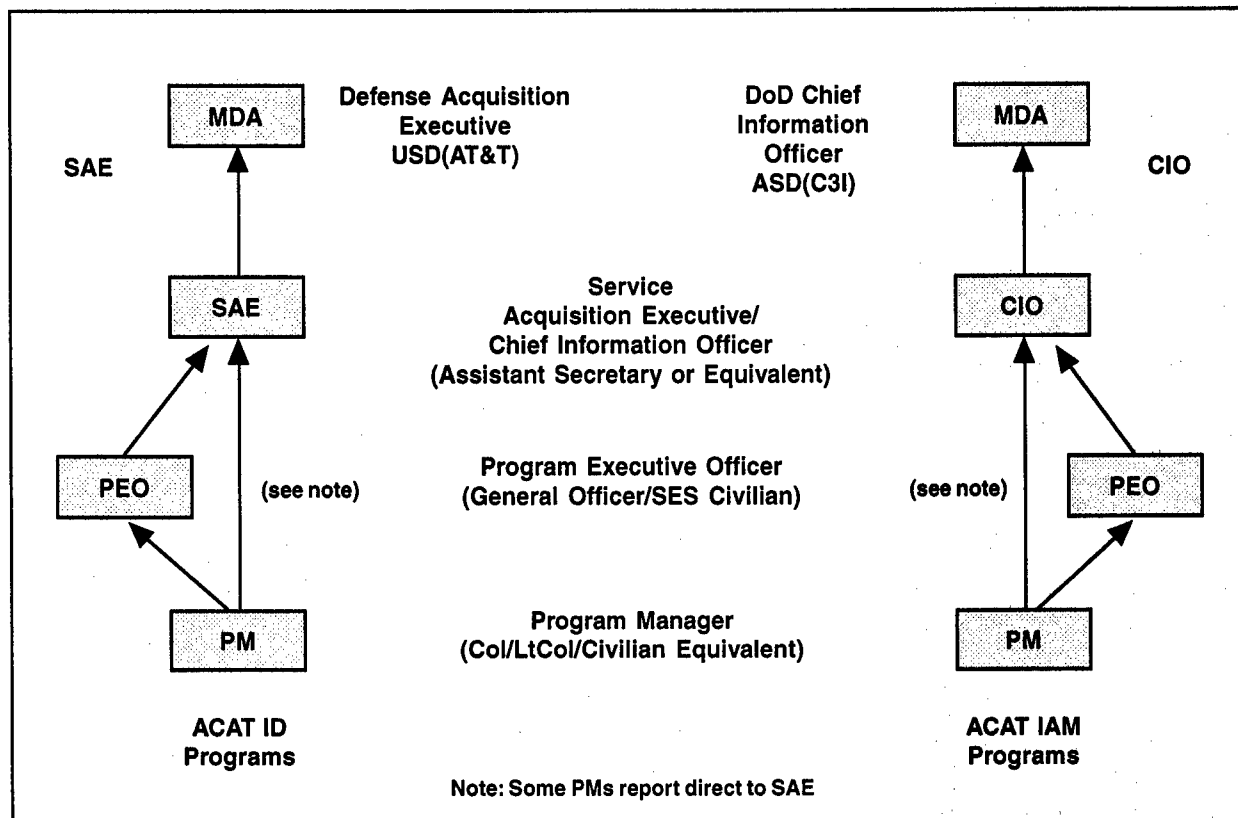 MDA
Defense Acquisition
Executive
USD(AT&T)
SAE
DoD Chief
Information
Officer
ASD(C3I)
MDA
CIO
SAE
Service
Acquisition Executive/
Chief Information Officer
(Assistant Secretary or Equivalent)
CIO
PEO
(see note)
Program Executive Officer
(General Officer/SES Civilian)
(see note)
PEO
PM
Program Manager
(Col/LtCol/Civilian Equivalent)
PM
ACAT ID
Programs
ACAT IAM
Programs
Note: Some PMs report direct to SAE